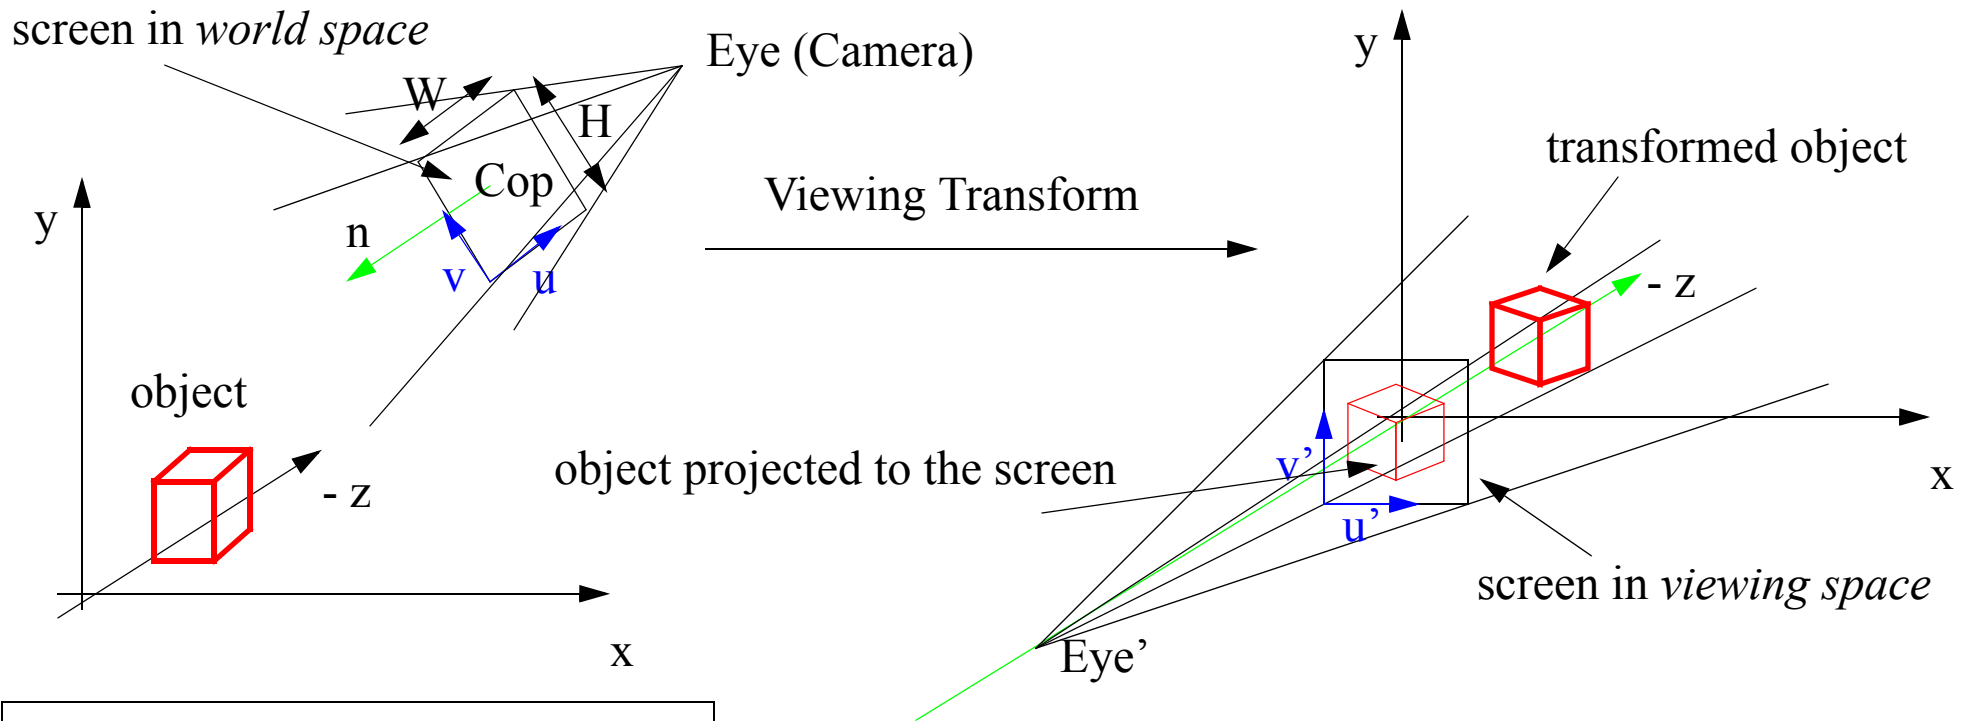 screen in world space
Eye (Camera)
W
H
Cop
n
v
u
y
object
- z
x
Viewing Transform
y
transformed object
- z
object projected to the screen
v’
u’
x
screen in viewing space
Eye’